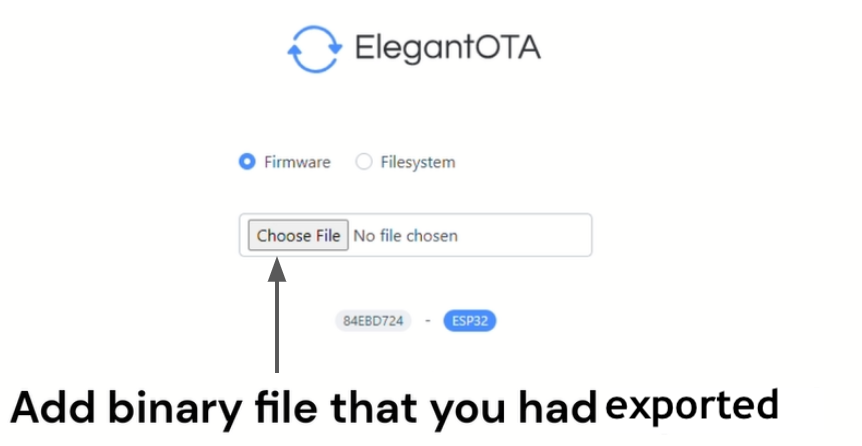 ElegantOTA
Firmware Filesystem
Choose File No file chosen
84EBD724 - ESP32
Add binary file that you had exported